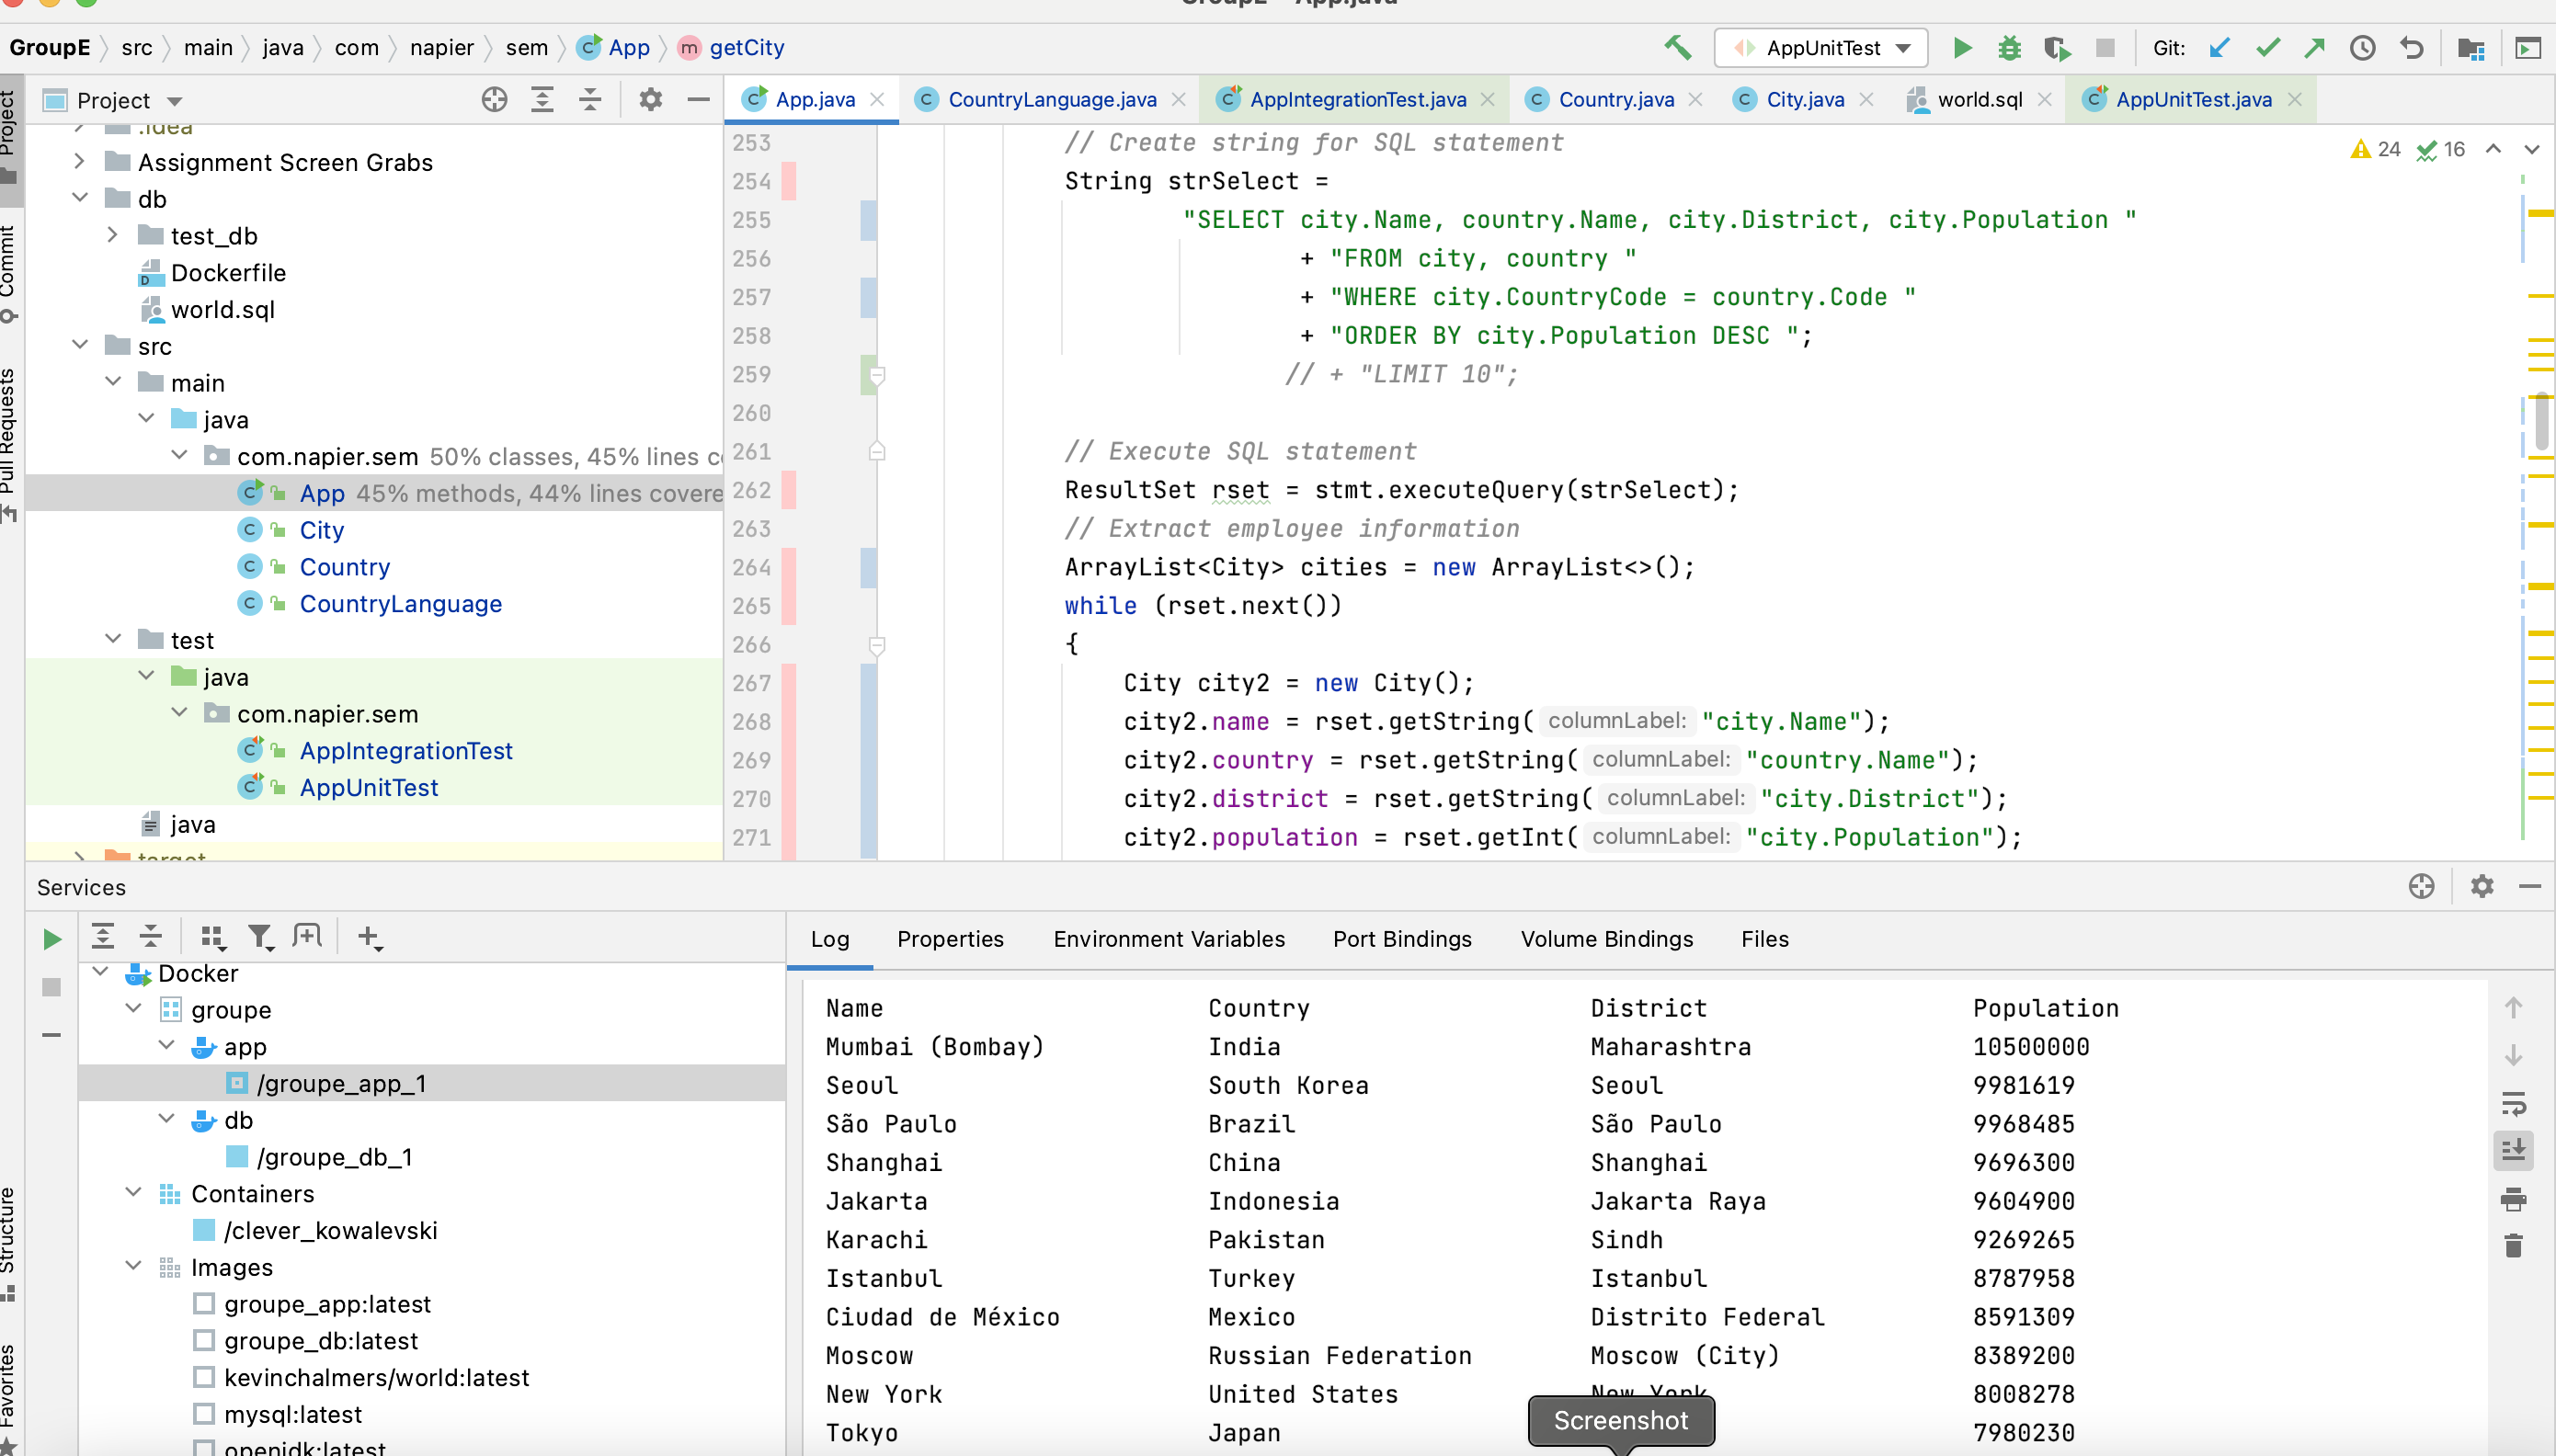 GroupE – App.java
GroupE src main java com napier sem App getCity
AppUnitTest Git:
Project
App.java CountryLanguage.java AppIntegrationTest.java Country.java City.java world.sql AppUnitTest.java
Project
Commit
Pull Requests
Structure
Favorites
.idea
Assignment Screen Grabs
db
test_db
Dockerfile
world.sql
src
main
java
com.napier.sem 50% classes, 45% lines c
App 45% methods, 44% lines covere
City
Country
CountryLanguage
test
java
com.napier.sem
AppIntegrationTest
AppUnitTest
java
target
24 16
253 // Create string for SQL statement
254 String strSelect =
255 "SELECT city.Name, country.Name, city.District, city.Population "
256 + "FROM city, country "
257 + "WHERE city.CountryCode = country.Code "
258 + "ORDER BY city.Population DESC ";
259 // + "LIMIT 10";
260
261 // Execute SQL statement
262 ResultSet rset = stmt.executeQuery(strSelect);
263 // Extract employee information
264 ArrayList<City> cities = new ArrayList<>();
265 while (rset.next())
266 {
267 City city2 = new City();
268 city2.name = rset.getString( columnLabel: "city.Name");
269 city2.country = rset.getString( columnLabel: "country.Name");
270 city2.district = rset.getString( columnLabel: "city.District");
271 city2.population = rset.getInt( columnLabel: "city.Population");
Services
Docker
groupe
app
/groupe_app_1
db
/groupe_db_1
Containers
/clever_kowalevski
Images
groupe_app:latest
groupe_db:latest
kevinchalmers/world:latest
mysql:latest
openjdk:latest
Log Properties Environment Variables Port Bindings Volume Bindings Files
Name Country District Population
Mumbai (Bombay) India Maharashtra 10500000
Seoul South Korea Seoul 9981619
São Paulo Brazil São Paulo 9968485
Shanghai China Shanghai 9696300
Jakarta Indonesia Jakarta Raya 9604900
Karachi Pakistan Sindh 9269265
Istanbul Turkey Istanbul 8787958
Ciudad de México Mexico Distrito Federal 8591309
Moscow Russian Federation Moscow (City) 8389200
New York United States New York 8008278
Tokyo Japan 7980230
Screenshot